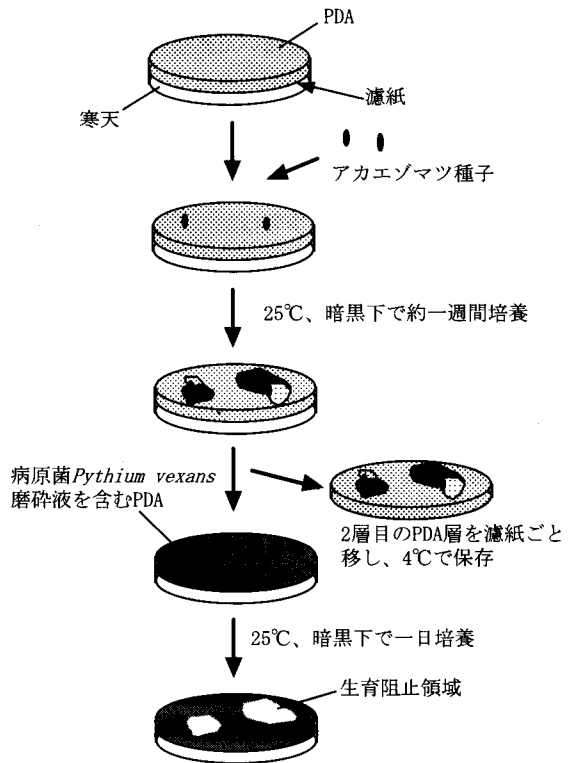 PDA
寒天
濾紙
アカエゾマツ種子
25℃、暗黒下で約一週間培養
病原菌Pythium vexans
磨砕液を含むPDA
2層目のPDA層を濾紙ごと
移し、4℃で保存
25℃、暗黒下で一日培養
生育阻止領域